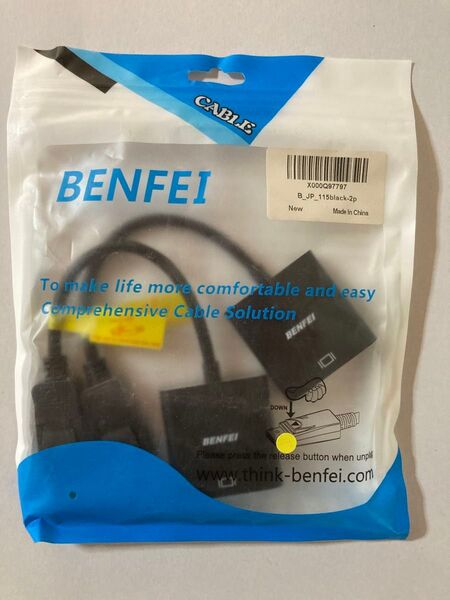 CABLE
X000Q97797
B_JP_115black-2p
New Made In China
BENFEI
To make life more comfortable and easy
Comprehensive Cable Solution
BENFEI
DOWN
BENFEI
Please press the release button when unpl
www.think-benfei.com